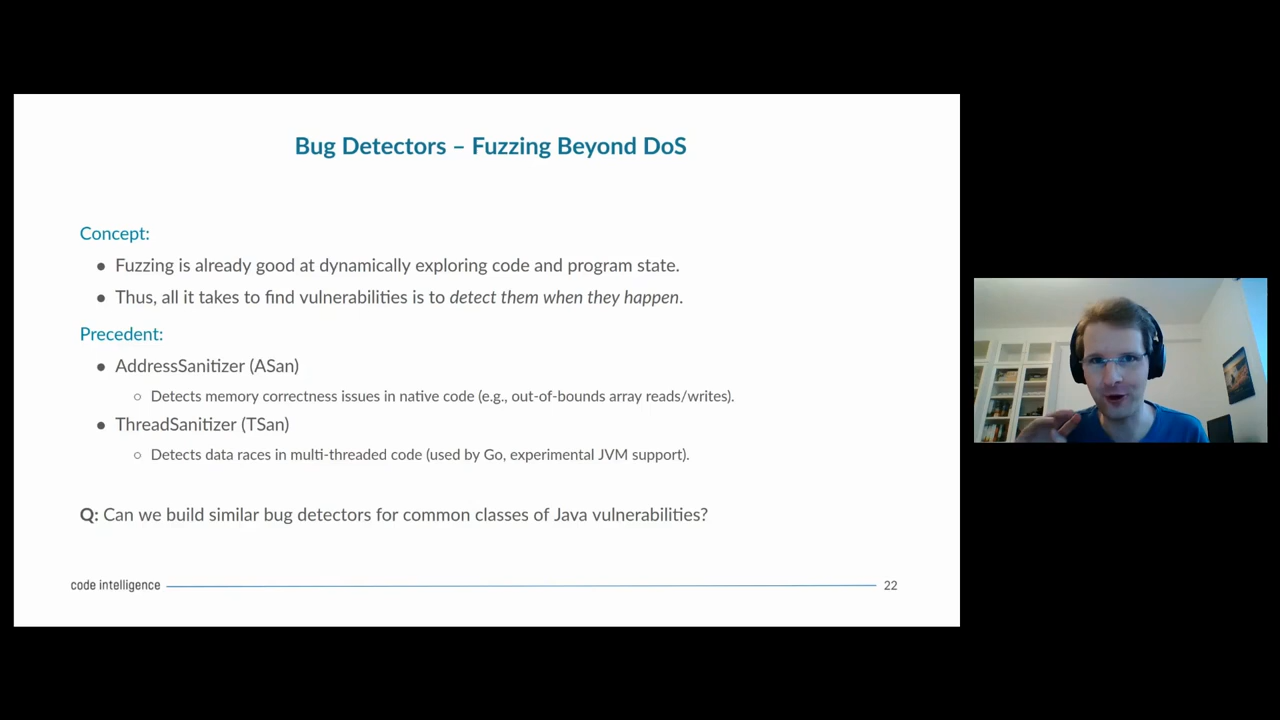 Bug Detectors – Fuzzing Beyond DoS
Concept:
● Fuzzing is already good at dynamically exploring code and program state.
● Thus, all it takes to find vulnerabilities is to detect them when they happen.
Precedent:
● AddressSanitizer (ASan)
○ Detects memory correctness issues in native code (e.g., out-of-bounds array reads/writes).
● ThreadSanitizer (TSan)
○ Detects data races in multi-threaded code (used by Go, experimental JVM support).
Q: Can we build similar bug detectors for common classes of Java vulnerabilities?
code intelligence
22